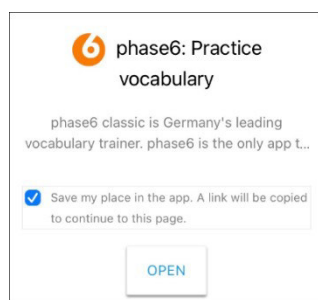 phase6: Practice
vocabulary
phase6 classic is Germany's leading
vocabulary trainer. phase6 is the only app t...
Save my place in the app. A link will be copied
to continue to this page.
OPEN